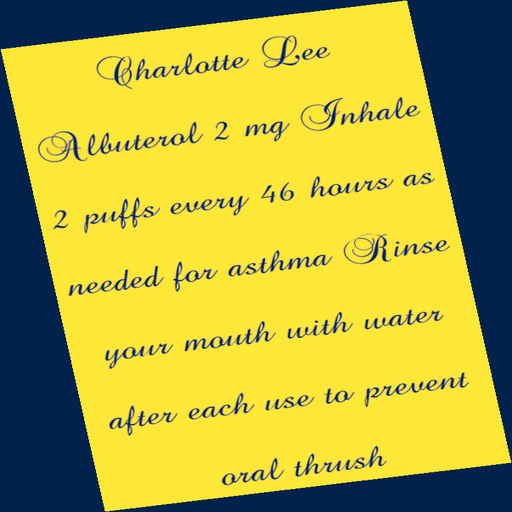 Charlotte Lee
Albuterol 2 mg Inhale
2 puffs every 46 hours as
needed for asthma Rinse
your mouth with water
after each use to prevent
oral thrush